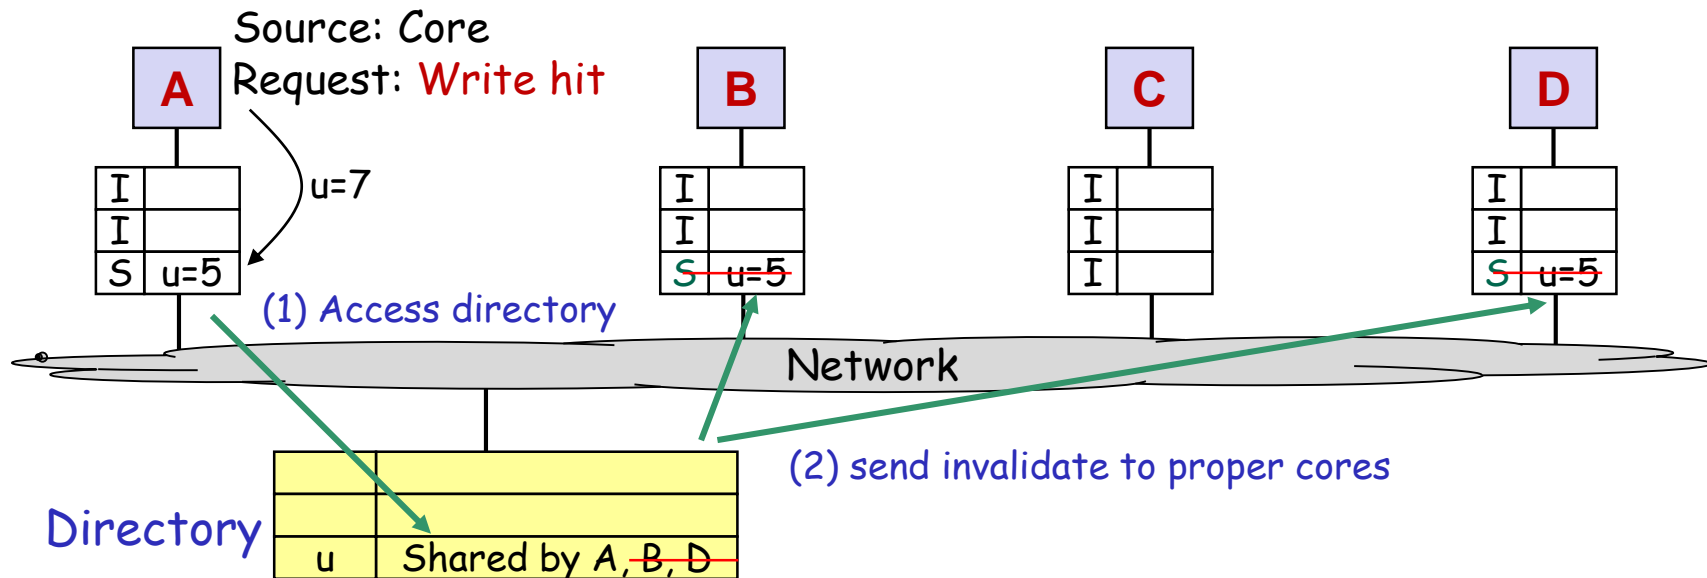 Source: Core
A
Request: Write hit
B
C
D
u=7
I
I
S u=5
I
I
S u=5
I
I
I
I
I
S u=5
(1) Access directory
Network
(2) send invalidate to proper cores
Directory
u Shared by A, B, D